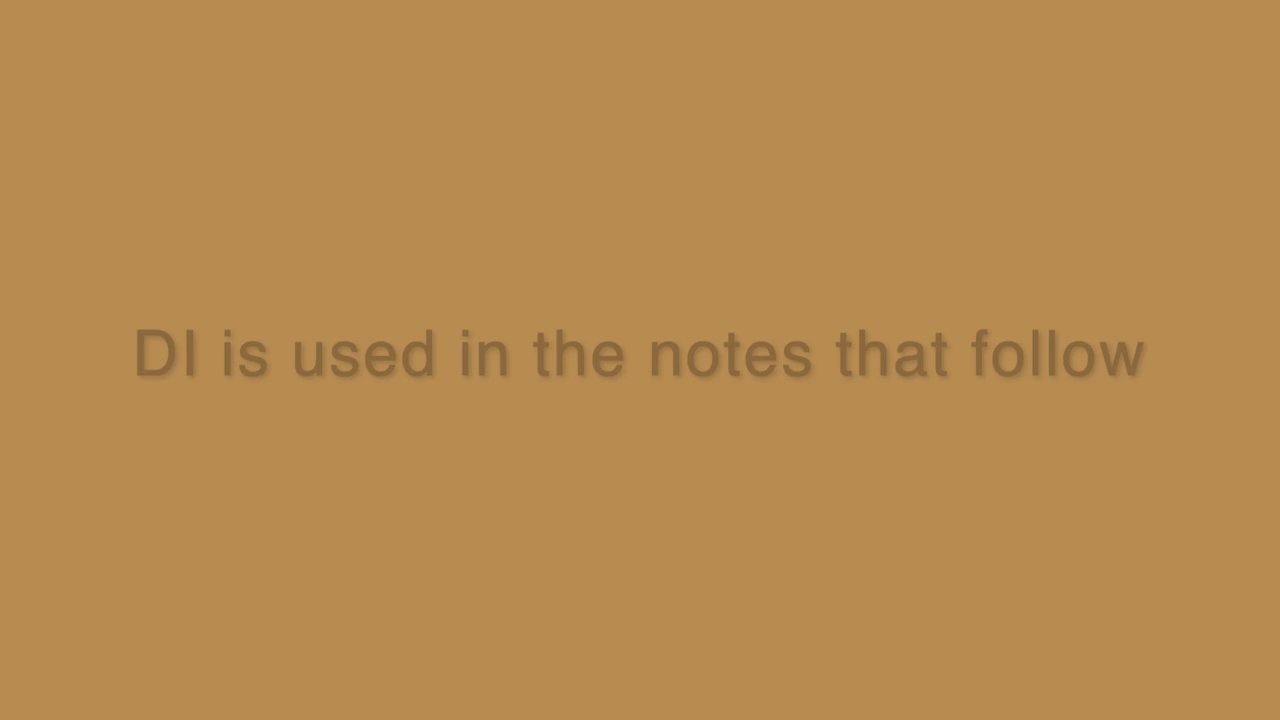 DI is used in the notes that follow